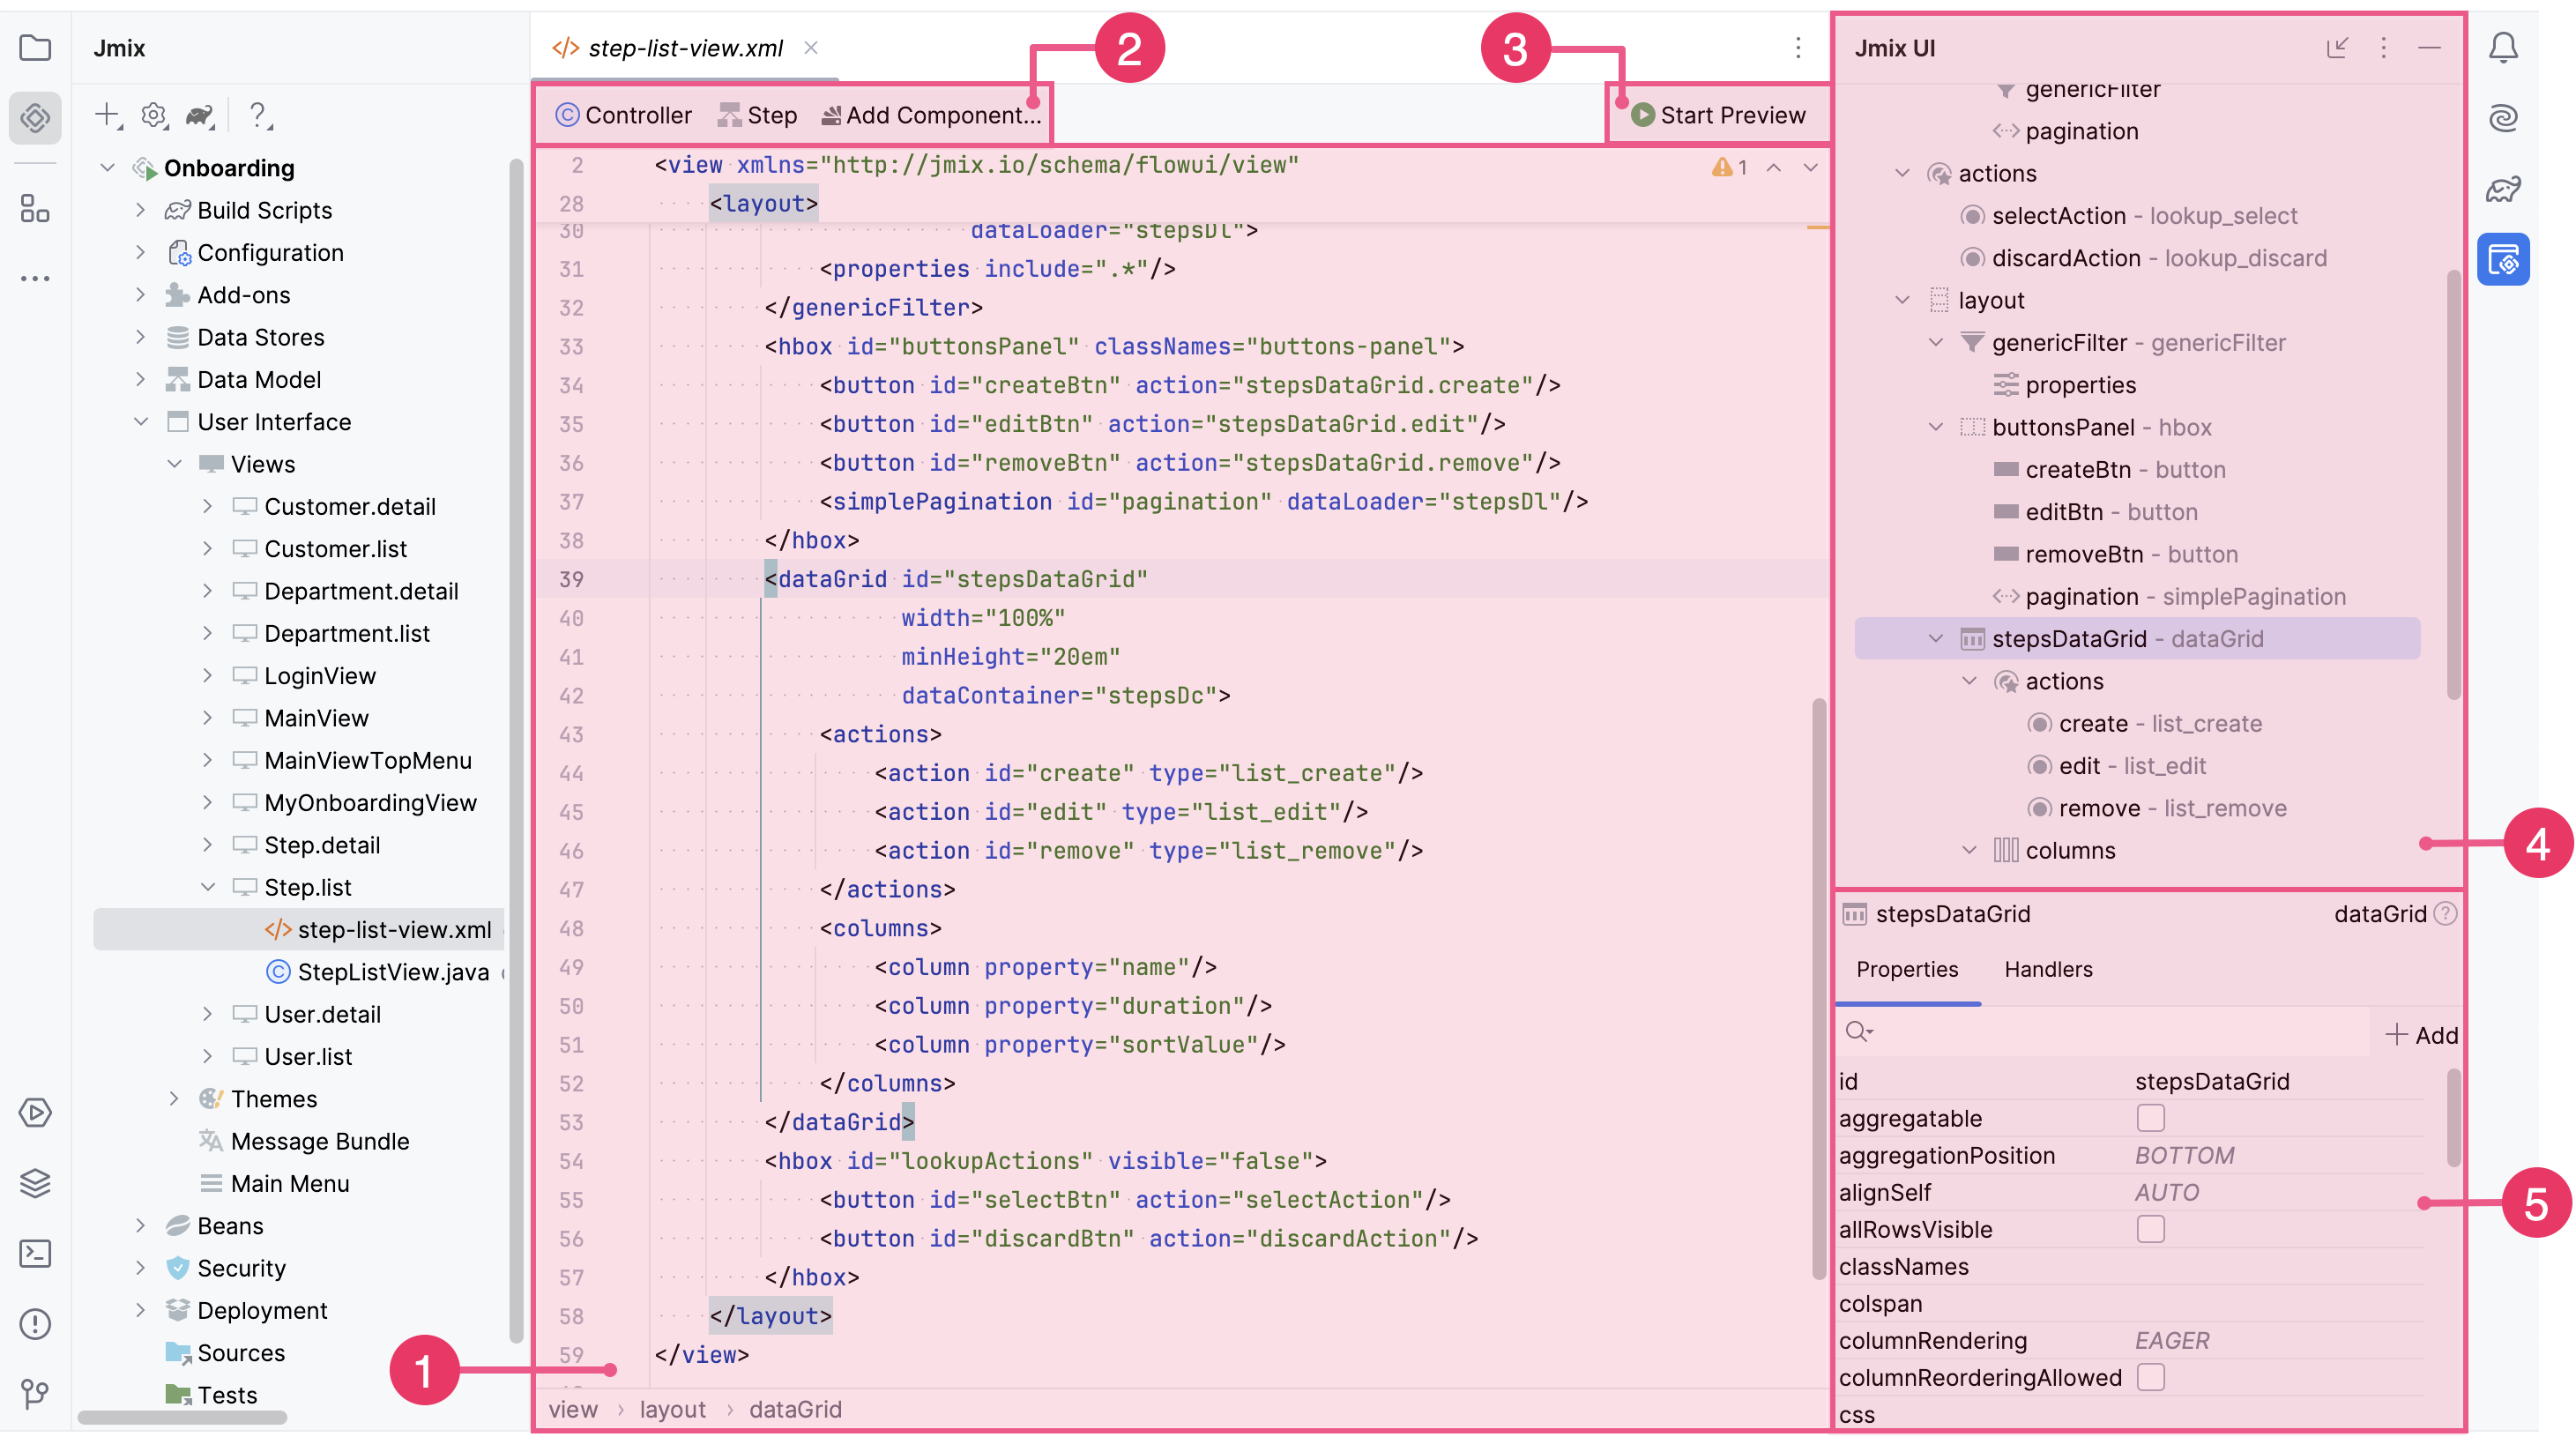 Jmix
Onboarding
Build Scripts
Configuration
Add-ons
Data Stores
Data Model
User Interface
Views
Customer.detail
Customer.list
Department.detail
Department.list
LoginView
MainView
MainViewTopMenu
MyOnboardingView
Step.detail
Step.list
</> step-list-view.xml
StepListView.java
User.detail
User.list
Themes
Message Bundle
Main Menu
Beans
Security
Deployment
Sources
Tests
</> step-list-view.xml
2
3
Controller Step Add Component...
Start Preview
1
2 <view xmlns="http://jmix.io/schema/flowui/view"
28 <layout>
30 dataLoader="stepsDl">
31 <properties include=".*"/>
32 </genericFilter>
33 <hbox id="buttonsPanel" classNames="buttons-panel">
34 <button id="createBtn" action="stepsDataGrid.create"/>
35 <button id="editBtn" action="stepsDataGrid.edit"/>
36 <button id="removeBtn" action="stepsDataGrid.remove"/>
37 <simplePagination id="pagination" dataLoader="stepsDl"/>
38 </hbox>
39 <dataGrid id="stepsDataGrid"
40 width="100%"
41 minHeight="20em"
42 dataContainer="stepsDc">
43 <actions>
44 <action id="create" type="list_create"/>
45 <action id="edit" type="list_edit"/>
46 <action id="remove" type="list_remove"/>
47 </actions>
48 <columns>
49 <column property="name"/>
50 <column property="duration"/>
51 <column property="sortValue"/>
52 </columns>
53 </dataGrid>
54 <hbox id="lookupActions" visible="false">
55 <button id="selectBtn" action="selectAction"/>
56 <button id="discardBtn" action="discardAction"/>
57 </hbox>
58 </layout>
59 </view>
1
view › layout › dataGrid
Jmix UI
genericFilter
pagination
actions
selectAction - lookup_select
discardAction - lookup_discard
layout
genericFilter - genericFilter
properties
buttonsPanel - hbox
createBtn - button
editBtn - button
removeBtn - button
pagination - simplePagination
stepsDataGrid - dataGrid
actions
create - list_create
edit - list_edit
remove - list_remove
columns
4
stepsDataGrid dataGrid
Properties Handlers
Add
id stepsDataGrid
aggregatable
aggregationPosition BOTTOM
alignSelf AUTO
5
allRowsVisible
classNames
colspan
columnRendering EAGER
columnReorderingAllowed
css